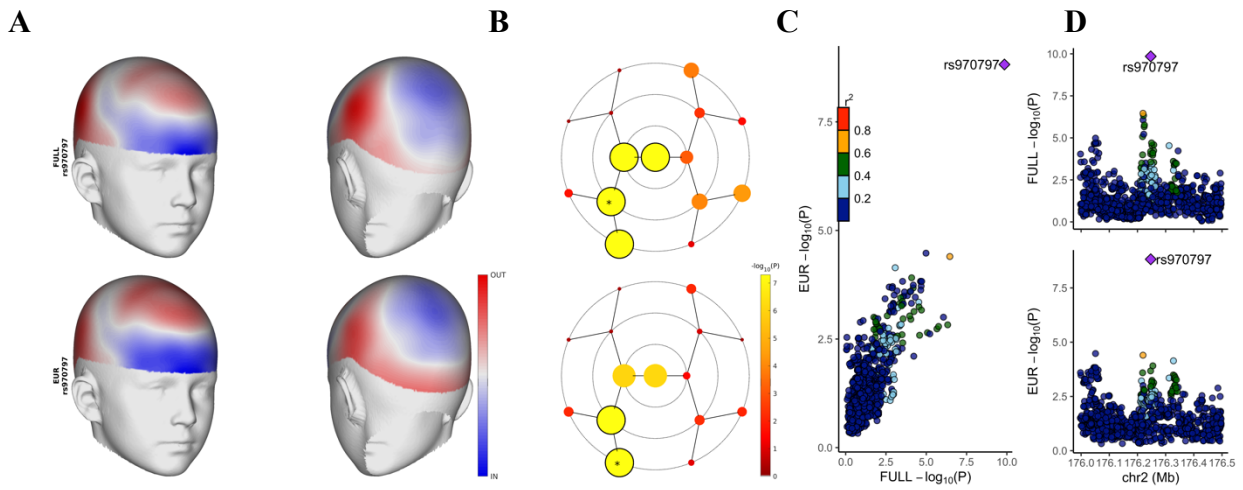 A
B
C
D
FULL
rs970797
EUR
rs970797
OUT
IN
*
*
-log10(P)
7
6
5
4
3
2
1
0
rs970797
r²
0.8
0.6
0.4
0.2
7.5
5.0
2.5
0.0
EUR −log10(P)
0.0 2.5 5.0 7.5 10.0
FULL −log10(P)
10.0
7.5
5.0
2.5
0.0
FULL −log10(P)
rs970797
7.5
5.0
2.5
0.0
EUR −log10(P)
rs970797
176.0 176.1 176.2 176.3 176.4 176.5
chr2 (Mb)